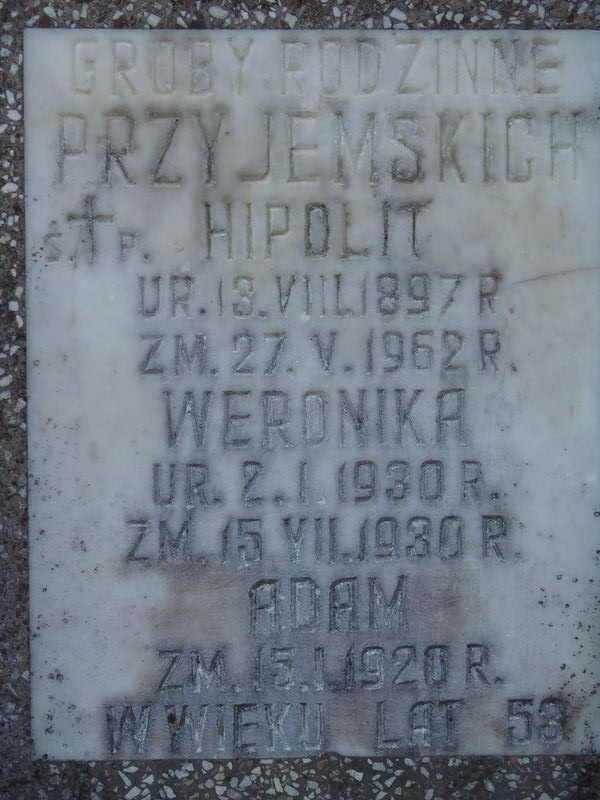 GROBY RODZINNE
PRZYJEMSKICH
Ś. P. HIPOLIT
UR. 13. VIII. 1897 R.
ZM. 27. V. 1962 R.
WERONIKA
UR. 2. I. 1930 R.
ZM. 15 VII. 1930 R.
ADAM
ZM. 15. I. 1920 R.
W WIEKU LAT 53